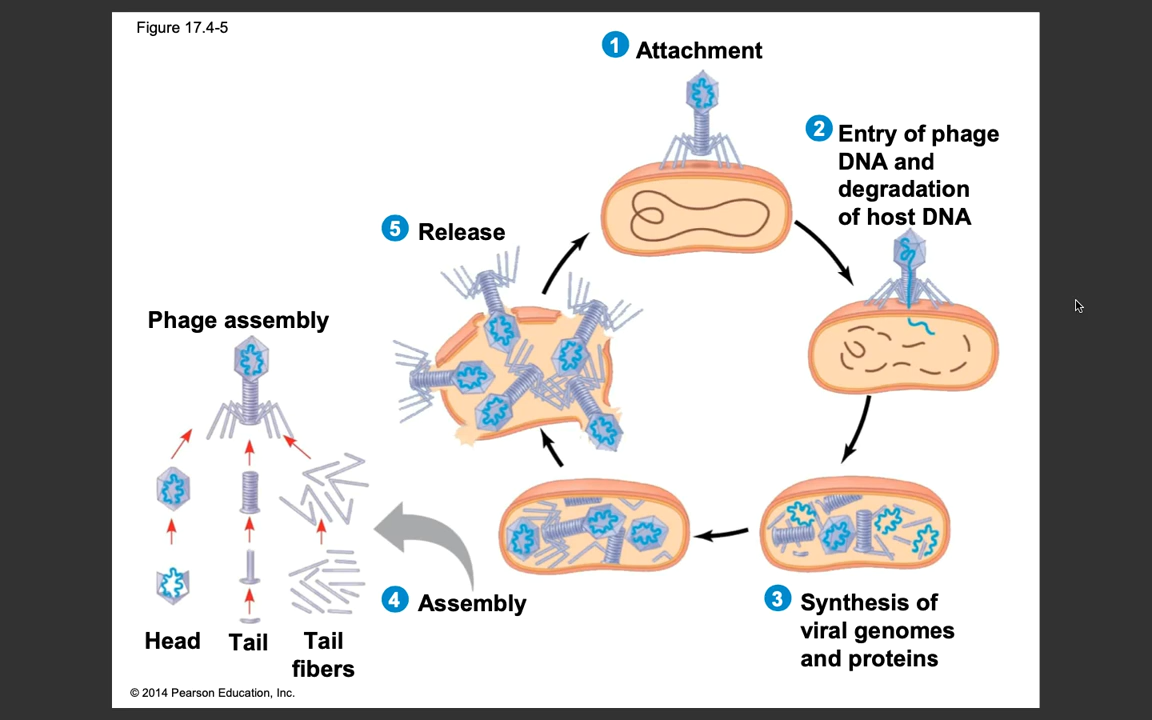 Figure 17.4-5
1 Attachment
2 Entry of phage
DNA and
degradation
of host DNA
5 Release
Phage assembly
4 Assembly
3 Synthesis of
viral genomes
and proteins
Head
Tail
Tail
fibers
© 2014 Pearson Education, Inc.